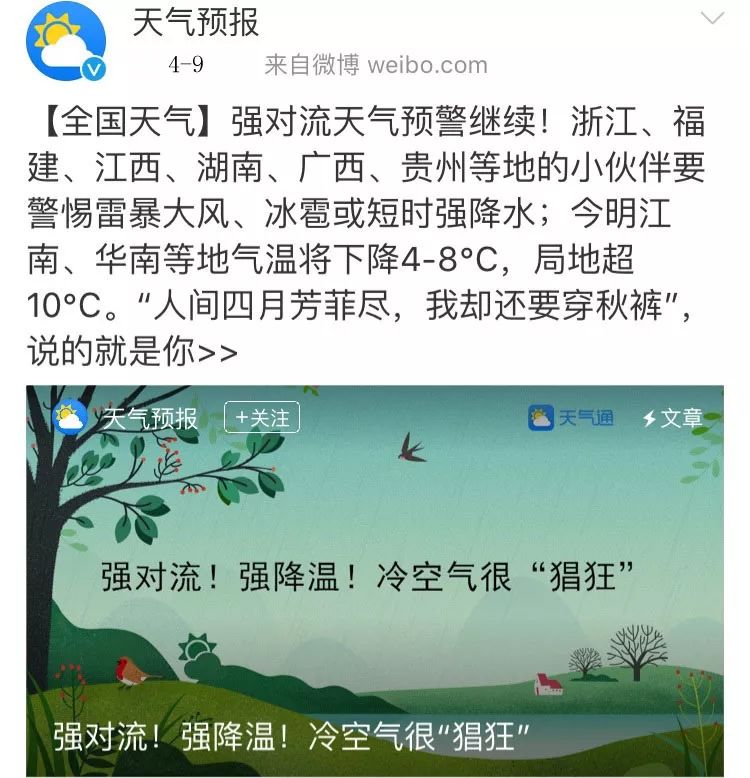 天气预报
4-9 来自微博 weibo.com
【全国天气】强对流天气预警继续！浙江、福
建、江西、湖南、广西、贵州等地的小伙伴要
警惕雷暴大风、冰雹或短时强降水；今明江
南、华南等地气温将下降4-8°C，局地超
10°C。“人间四月芳菲尽，我却还要穿秋裤”，
说的就是你>>
天气预报 +关注 天气通 文章
强对流！强降温！冷空气很“猖狂”
强对流！强降温！冷空气很“猖狂”